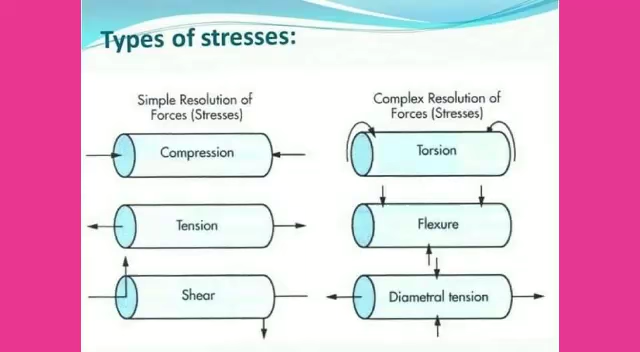 Types of stresses:
Simple Resolution of
Forces (Stresses)
Compression
Tension
Shear
Complex Resolution of
Forces (Stresses)
Torsion
Flexure
Diametral tension